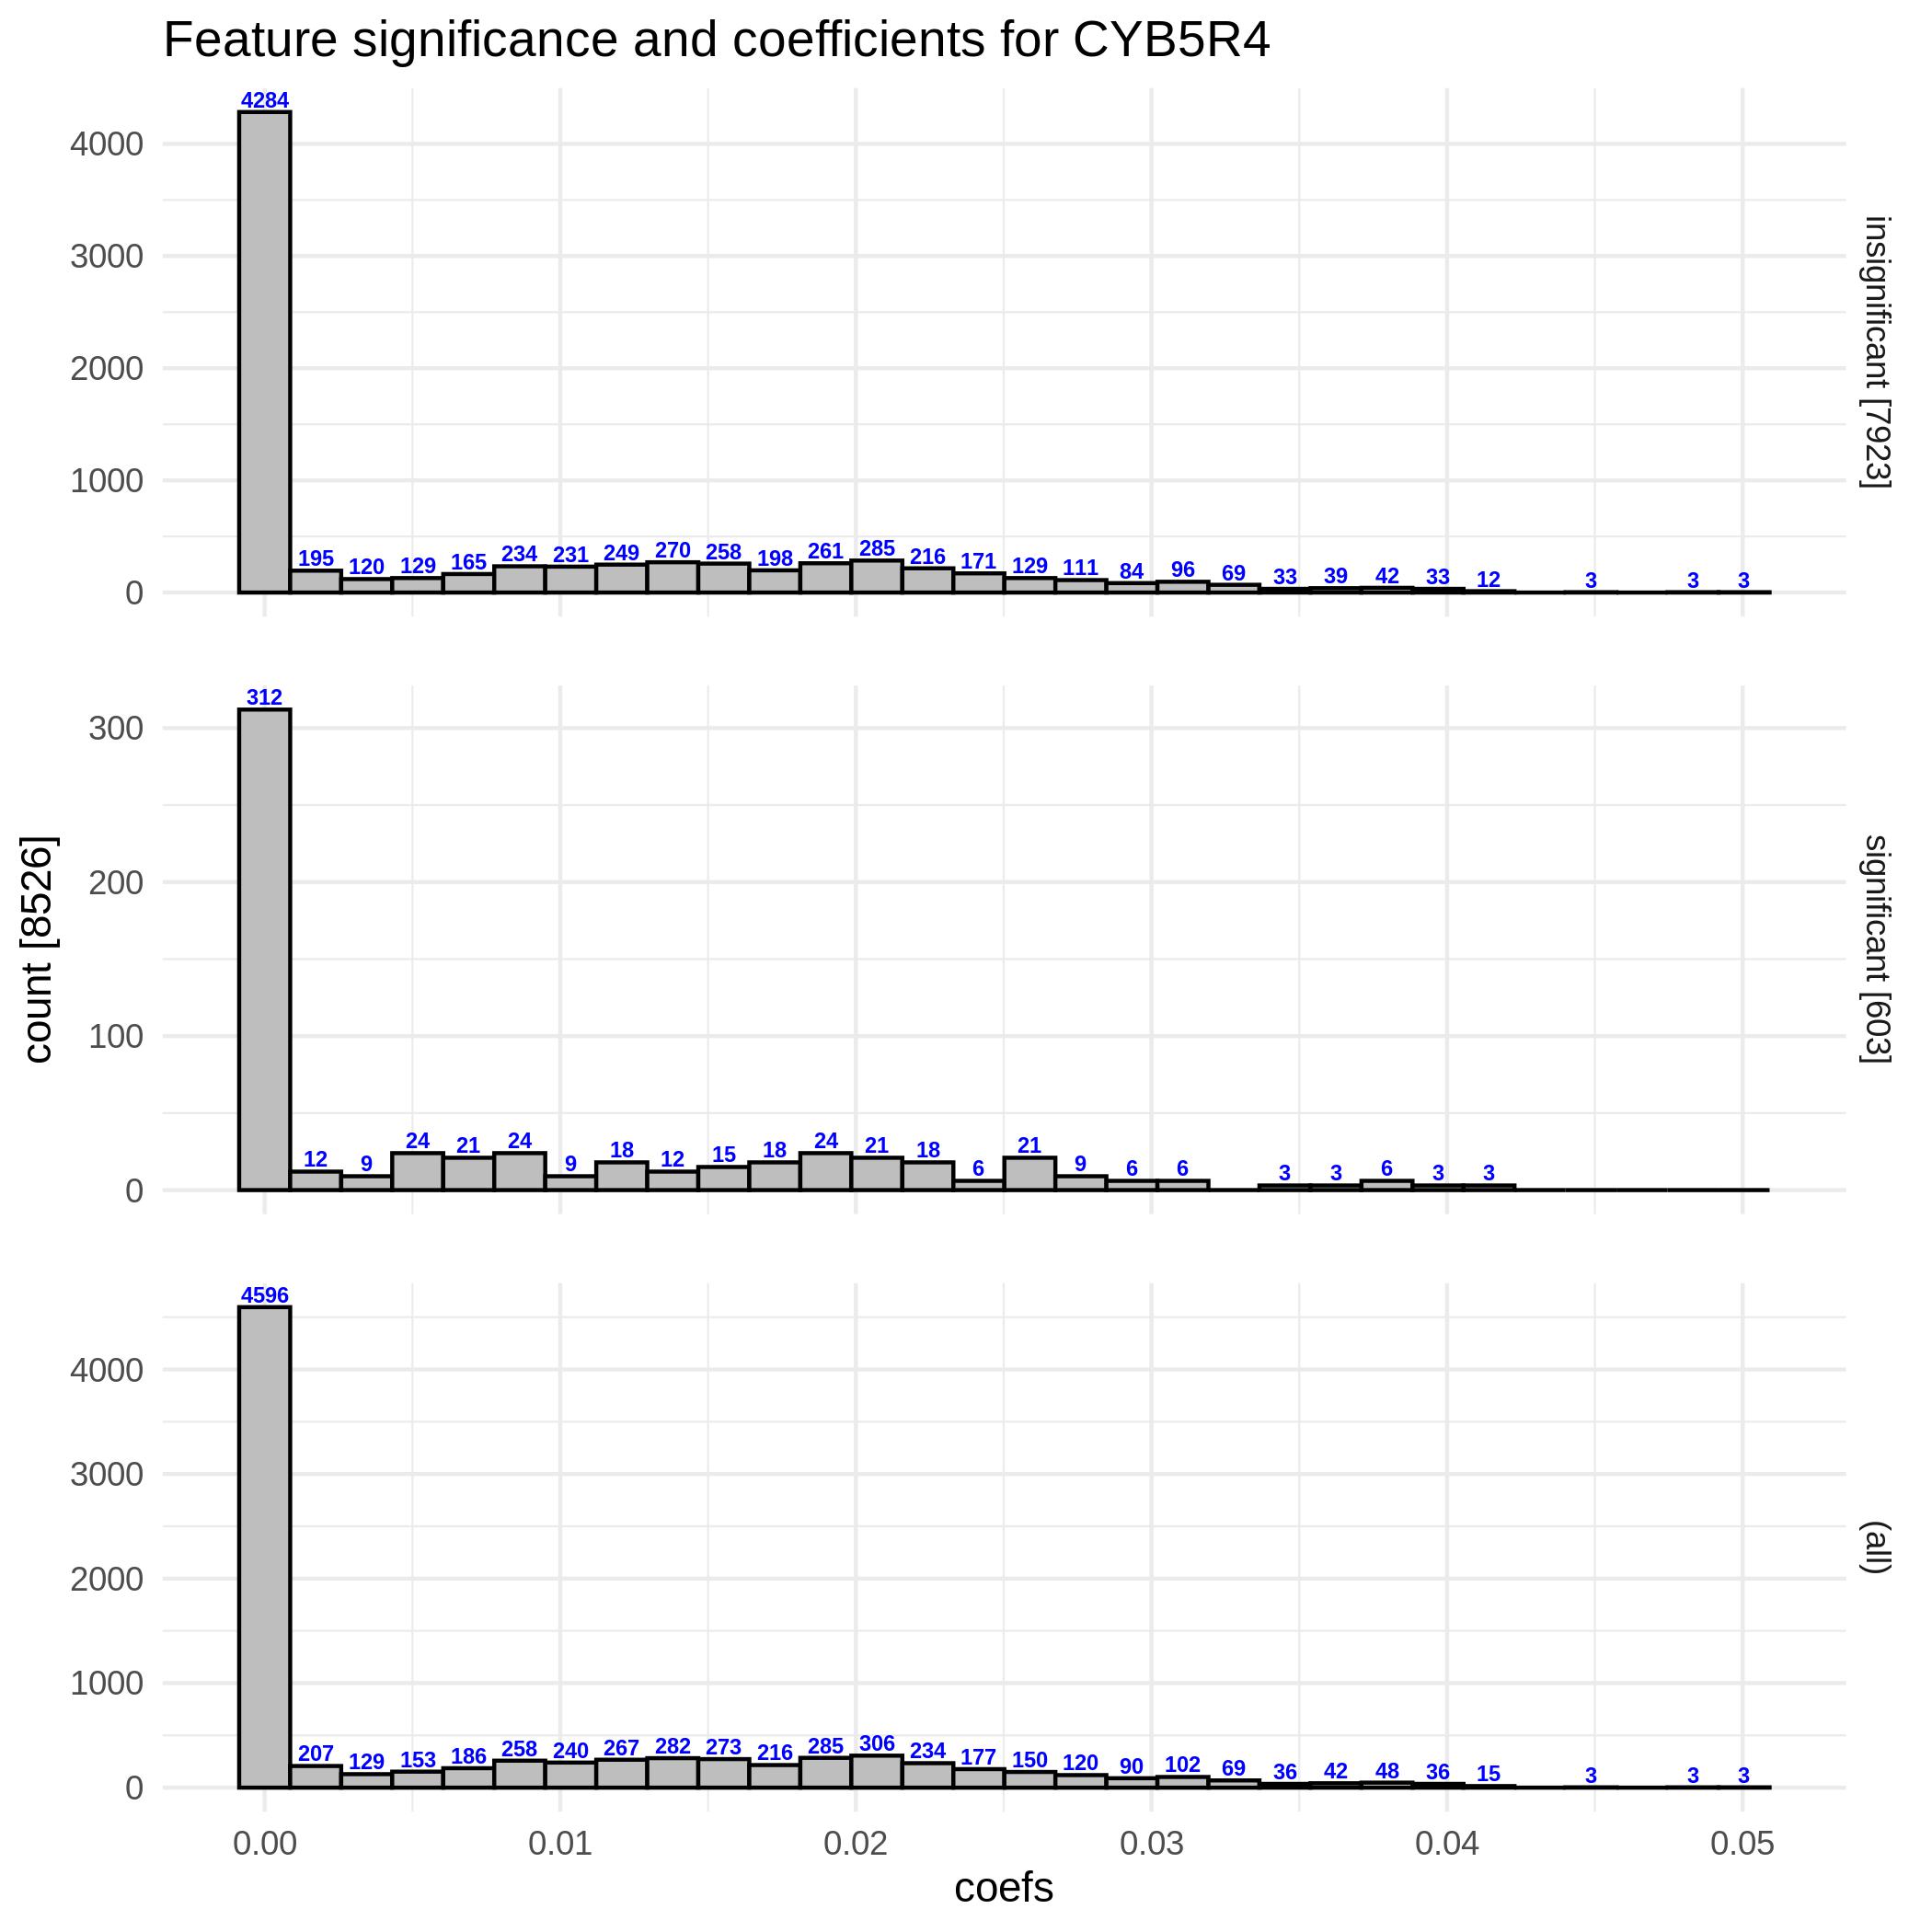 Feature significance and coefficients for CYB5R4
4284
4000
3000
2000
1000
0
195 120 129 165 234 231 249 270 258 198 261 285 216 171 129 111 84 96 69 33 39 42 33 12 3 3 3
insignificant [7923]
312
300
200
100
0
12 9 24 21 24 9 18 12 15 18 24 21 18 6 21 9 6 6 3 3 6 3 3
significant [603]
count [8526]
4596
4000
3000
2000
1000
0
207 129 153 186 258 240 267 282 273 216 285 306 234 177 150 120 90 102 69 36 42 48 36 15 3 3 3
(all)
0.00 0.01 0.02 0.03 0.04 0.05
coefs